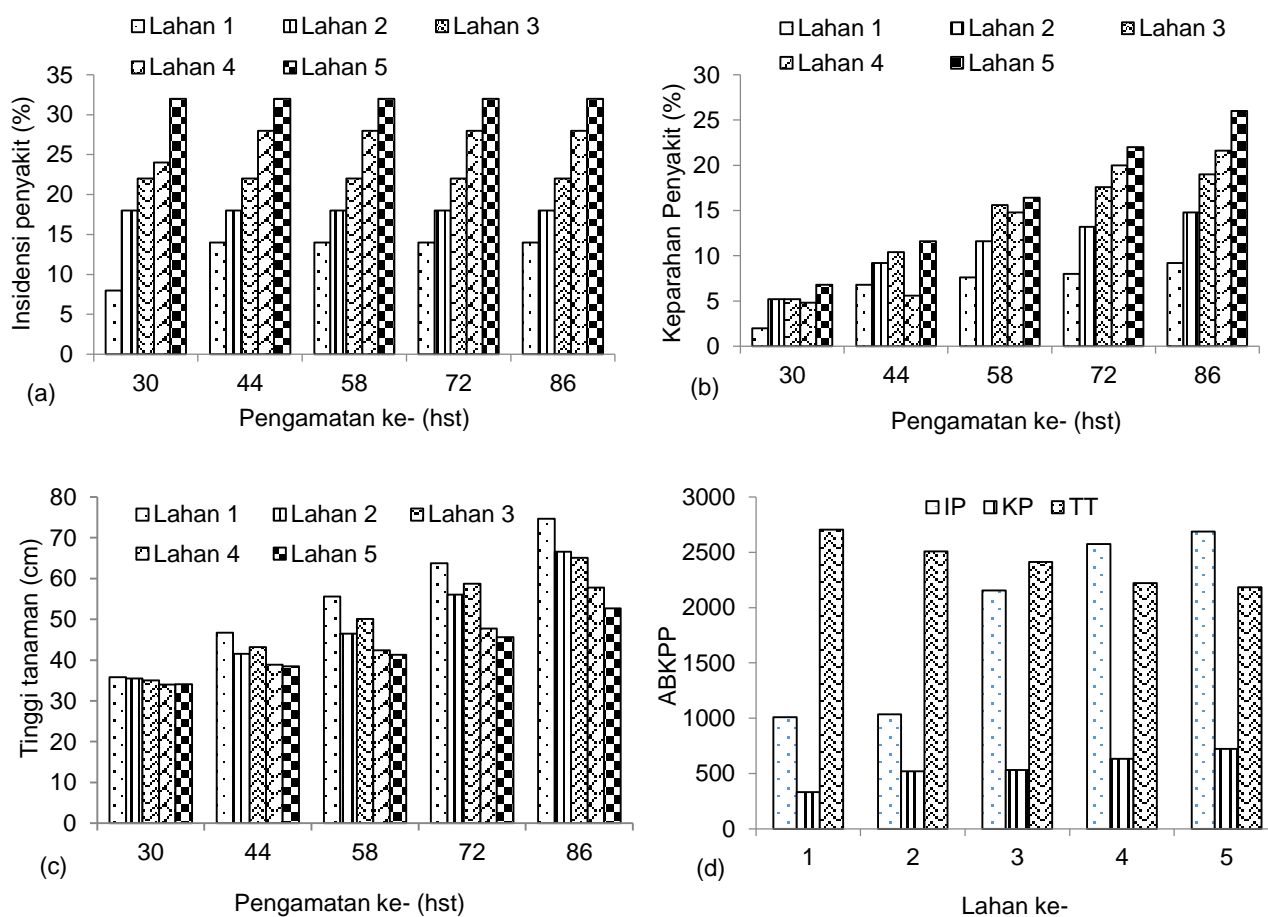 Lahan 1 Lahan 2 Lahan 3
Lahan 4 Lahan 5
Insidensi penyakit (%)
35
30
25
20
15
10
5
0
30 44 58 72 86
Pengamatan ke- (hst)
(a)
Lahan 1 Lahan 2 Lahan 3
Lahan 4 Lahan 5
Keparahan Penyakit (%)
30
25
20
15
10
5
0
30 44 58 72 86
Pengamatan ke- (hst)
(b)
Lahan 1 Lahan 2 Lahan 3
Lahan 4 Lahan 5
Tinggi tanaman (cm)
80
70
60
50
40
30
20
10
0
30 44 58 72 86
Pengamatan ke- (hst)
(c)
IP KP TT
ABKPP
3000
2500
2000
1500
1000
500
0
1 2 3 4 5
Lahan ke-
(d)